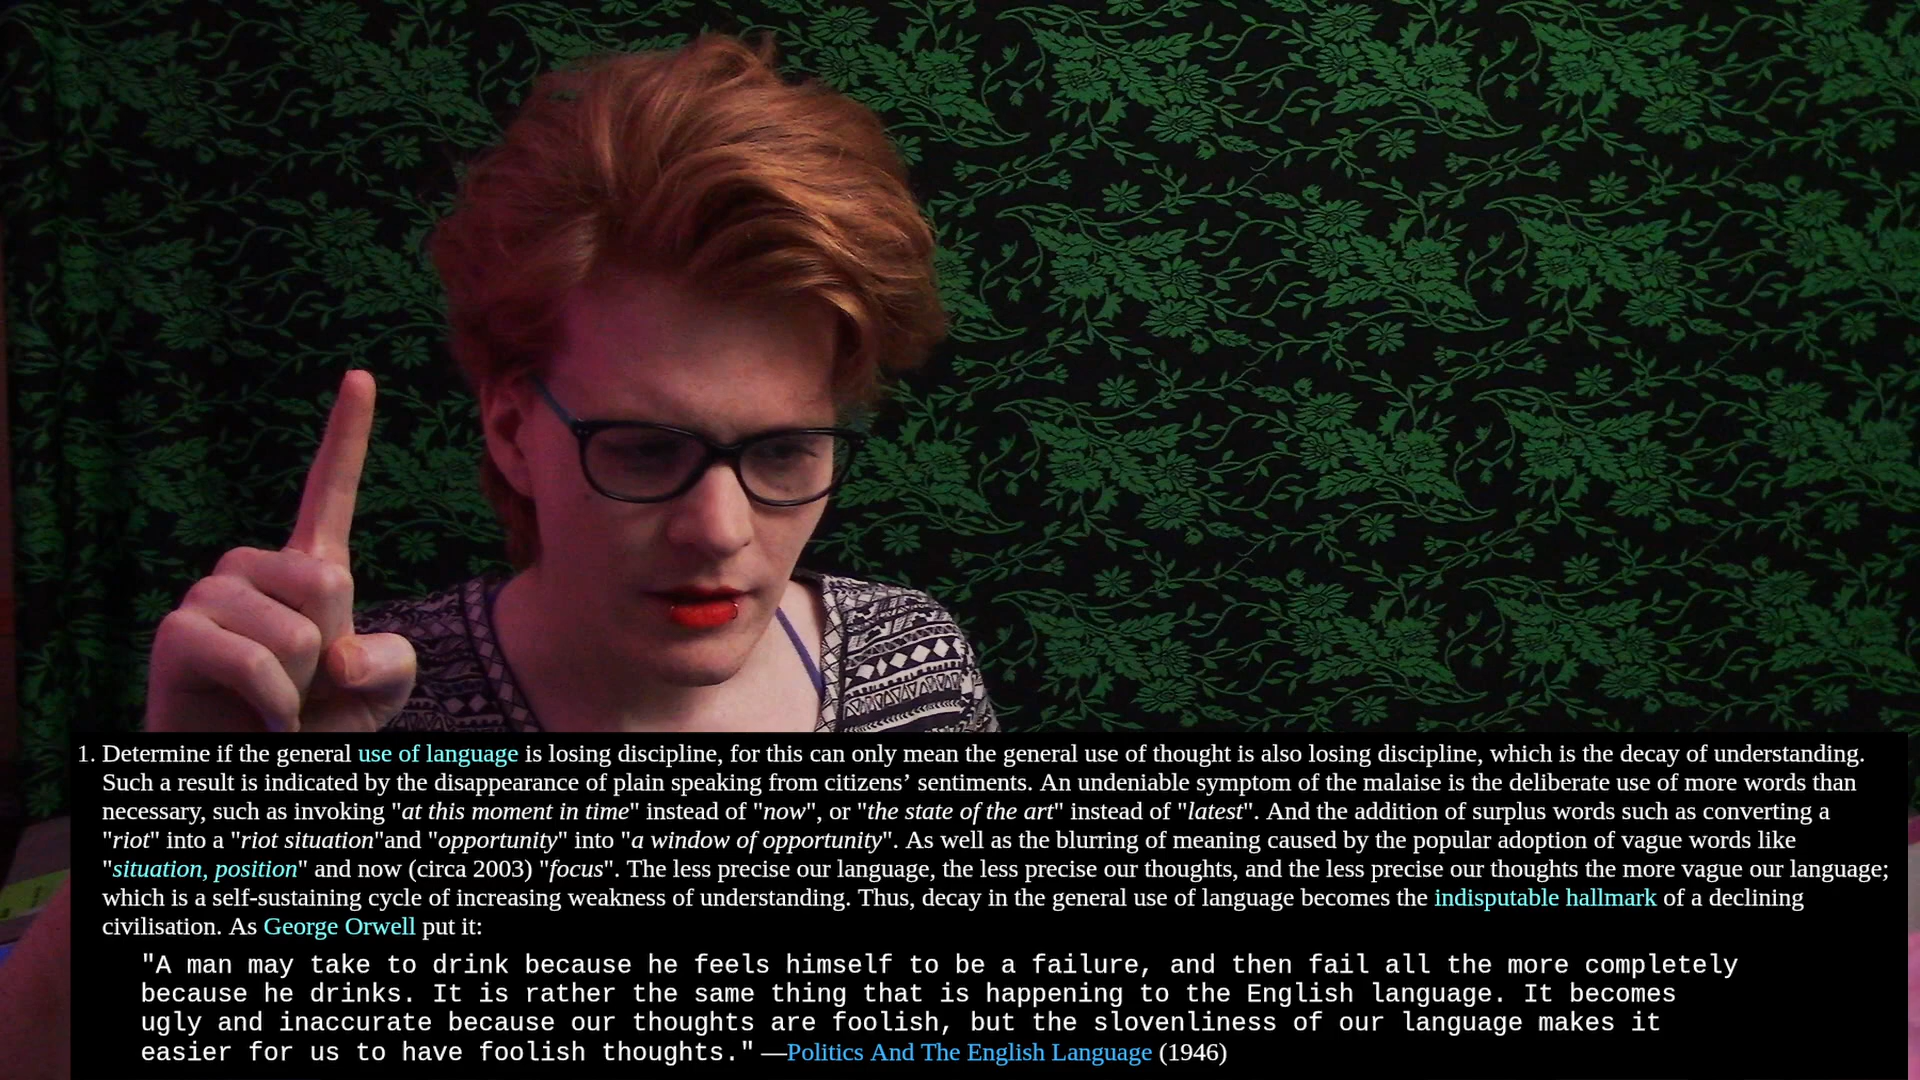 1. Determine if the general use of language is losing discipline, for this can only mean the general use of thought is also losing discipline, which is the decay of understanding.
Such a result is indicated by the disappearance of plain speaking from citizens’ sentiments. An undeniable symptom of the malaise is the deliberate use of more words than
necessary, such as invoking "at this moment in time" instead of "now", or "the state of the art" instead of "latest". And the addition of surplus words such as converting a
"riot" into a "riot situation"and "opportunity" into "a window of opportunity". As well as the blurring of meaning caused by the popular adoption of vague words like
"situation, position" and now (circa 2003) "focus". The less precise our language, the less precise our thoughts, and the less precise our thoughts the more vague our language;
which is a self-sustaining cycle of increasing weakness of understanding. Thus, decay in the general use of language becomes the indisputable hallmark of a declining
civilisation. As George Orwell put it:
"A man may take to drink because he feels himself to be a failure, and then fail all the more completely
because he drinks. It is rather the same thing that is happening to the English language. It becomes
ugly and inaccurate because our thoughts are foolish, but the slovenliness of our language makes it
easier for us to have foolish thoughts." —Politics And The English Language (1946)